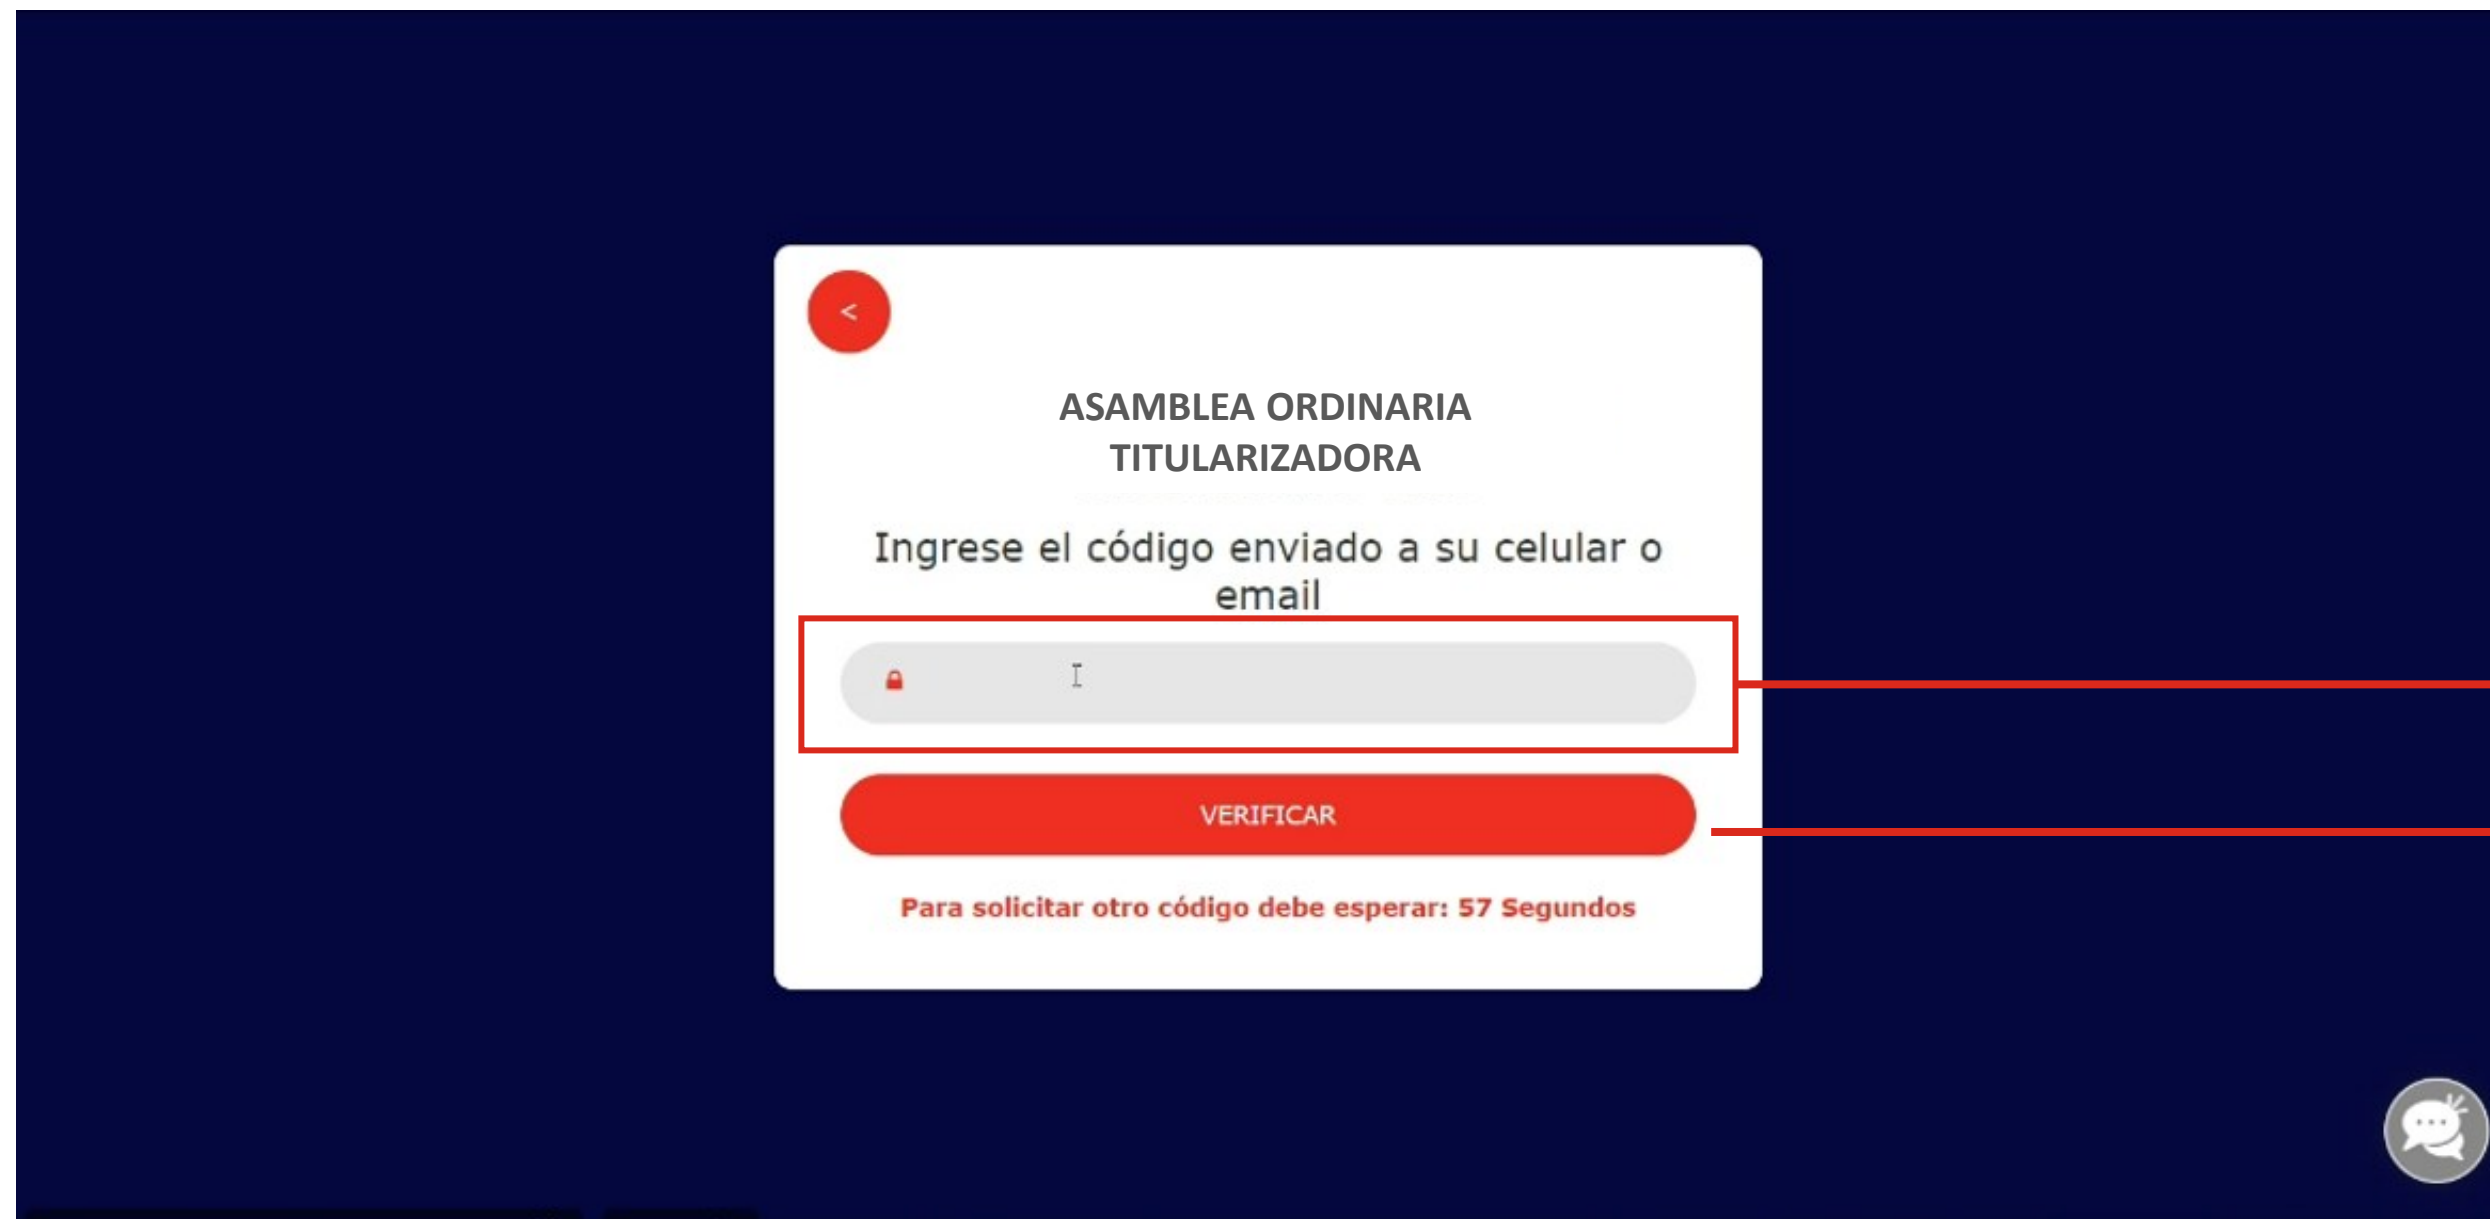 <
ASAMBLEA ORDINARIA
TITULARIZADORA
Ingrese el código enviado a su celular o
email
VERIFICAR
Para solicitar otro código debe esperar: 57 Segundos